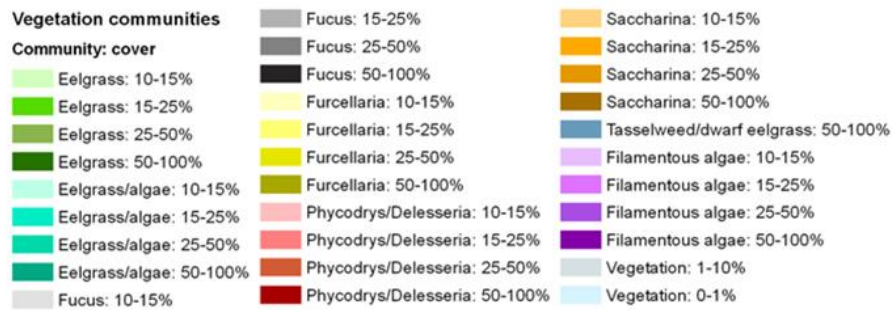 Vegetation communities
Community: cover
Eelgrass: 10-15%
Eelgrass: 15-25%
Eelgrass: 25-50%
Eelgrass: 50-100%
Eelgrass/algae: 10-15%
Eelgrass/algae: 15-25%
Eelgrass/algae: 25-50%
Eelgrass/algae: 50-100%
Fucus: 10-15%
Fucus: 15-25%
Fucus: 25-50%
Fucus: 50-100%
Furcellaria: 10-15%
Furcellaria: 15-25%
Furcellaria: 25-50%
Furcellaria: 50-100%
Phycodrys/Delesseria: 10-15%
Phycodrys/Delesseria: 15-25%
Phycodrys/Delesseria: 25-50%
Phycodrys/Delesseria: 50-100%
Saccharina: 10-15%
Saccharina: 15-25%
Saccharina: 25-50%
Saccharina: 50-100%
Tasselweed/dwarf eelgrass: 50-100%
Filamentous algae: 10-15%
Filamentous algae: 15-25%
Filamentous algae: 25-50%
Filamentous algae: 50-100%
Vegetation: 1-10%
Vegetation: 0-1%